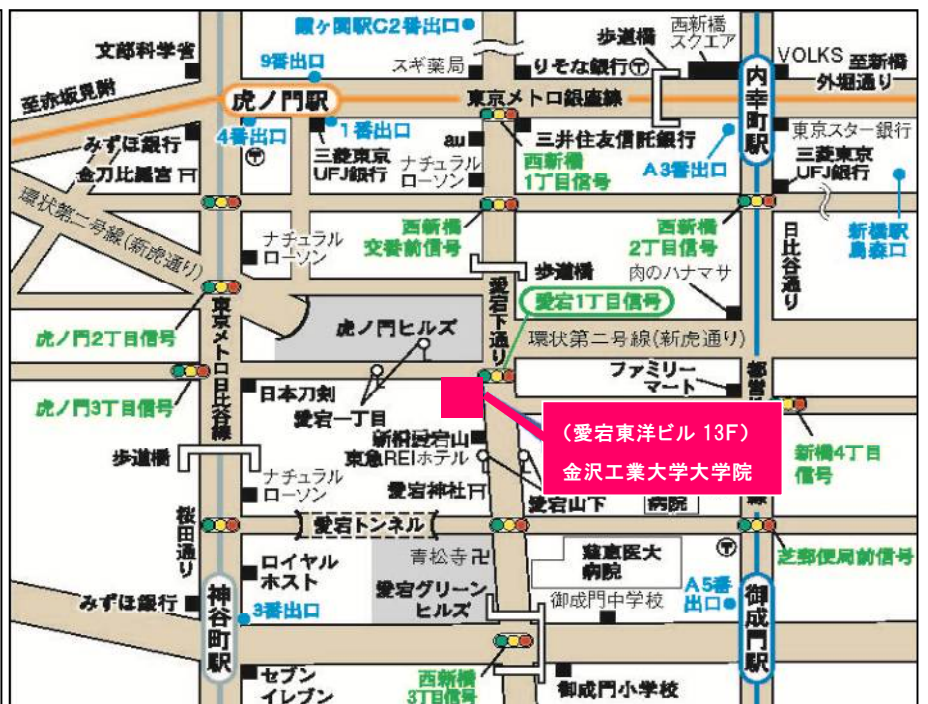 霞ヶ関駅C2番出口
文部科学省
9番出口
スギ薬局
歩道橋
西新橋
スクエア
りそな銀行〒
VOLKS
至新橋
外堀通り
内幸町駅
至赤坂見附
虎ノ門駅
東京メトロ銀座線
みずほ銀行
4番出口
〒
1番出口
三菱東京
UFJ銀行
au
ナチュラル
ローソン
西新橋
1丁目信号
三井住友信託銀行
A3番出口
東京スター銀行
三菱東京
UFJ銀行
金刀比羅宮
環状第二号線(新虎通り)
ナチュラル
ローソン
西新橋
交番前信号
西新橋
2丁目信号
日比谷通り
新橋駅
烏森口
歩道橋
肉のハナマサ
愛宕下通り
愛宕1丁目信号
虎ノ門2丁目信号
東京メトロ日比谷線
虎ノ門ヒルズ
環状第二号線(新虎通り)
ファミリー
マート
都営
虎ノ門3丁目信号
日本刀剣
愛宕一丁目
(愛宕東洋ビル 13F)
金沢工業大学大学院
新橋4丁目
信号
歩道橋
新橋愛宕山
東急REIホテル
ナチュラル
ローソン
愛宕神社
愛宕山下
病院
線
桜田通り
愛宕トンネル
ロイヤル
ホスト
青松寺卍
慈恵医大
病院
〒
芝郵便局前信号
みずほ銀行
神谷町駅
3番出口
愛宕グリーン
ヒルズ
御成門中学校
A5番
出口
御成門駅
セブン
イレブン
西新橋
3丁目信号
御成門小学校